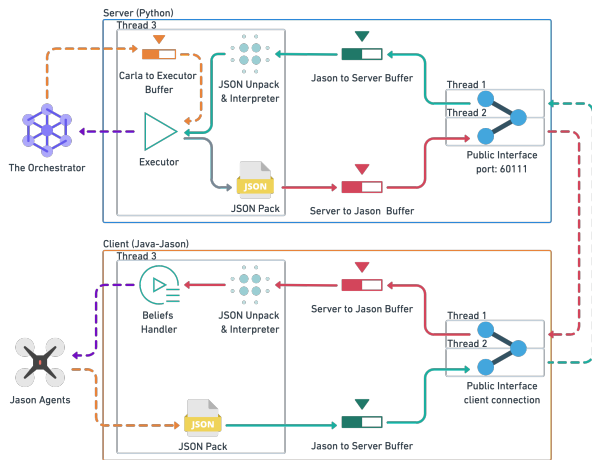 Server (Python)
Thread 3
Carla to Executor
Buffer
JSON Unpack
& Interpreter
Jason to Server Buffer
Thread 1
Thread 2
Public Interface
port: 60111
The Orchestrator
Executor
JSON
JSON Pack
Server to Jason Buffer
Client (Java-Jason)
Thread 3
Beliefs
Handler
JSON Unpack
& Interpreter
Server to Jason Buffer
Thread 1
Thread 2
Public Interface
client connection
Jason Agents
JSON
JSON Pack
Jason to Server Buffer